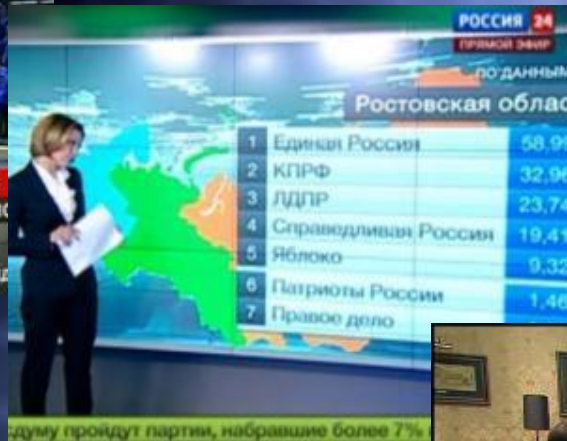 РОССИЯ 24
ПРЯМОЙ ЭФИР
ПО ДАННЫМ
Ростовская облас
1 Единая Россия 58,99
2 КПРФ 32,96
3 ЛДПР 23,74
4 Справедливая Россия 19,41
5 Яблоко 9,32
6 Патриоты России 1,46
7 Правое дело
думу пройдут партии, набравшие более 7%